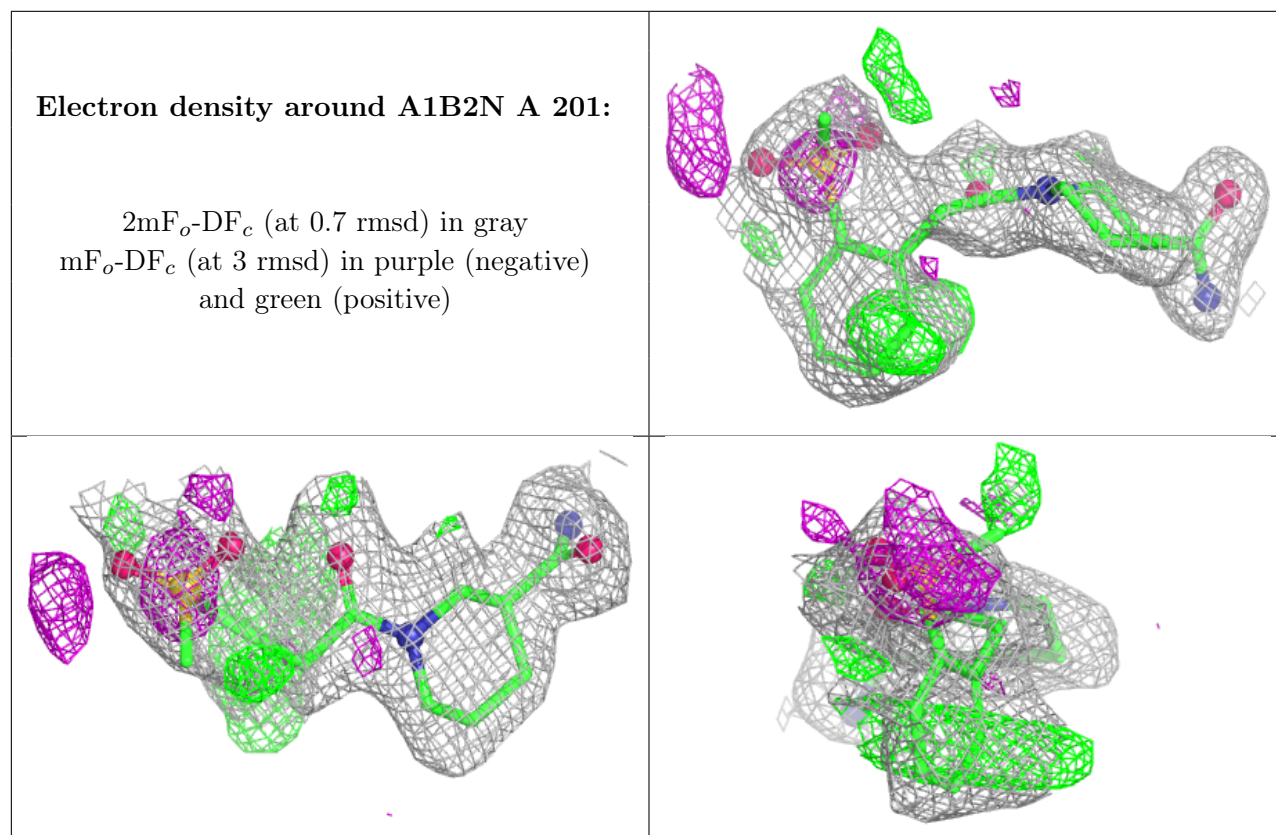 Electron density around A1B2N A 201:
2mFo-DFc (at 0.7 rmsd) in gray
mFo-DFc (at 3 rmsd) in purple (negative)
and green (positive)